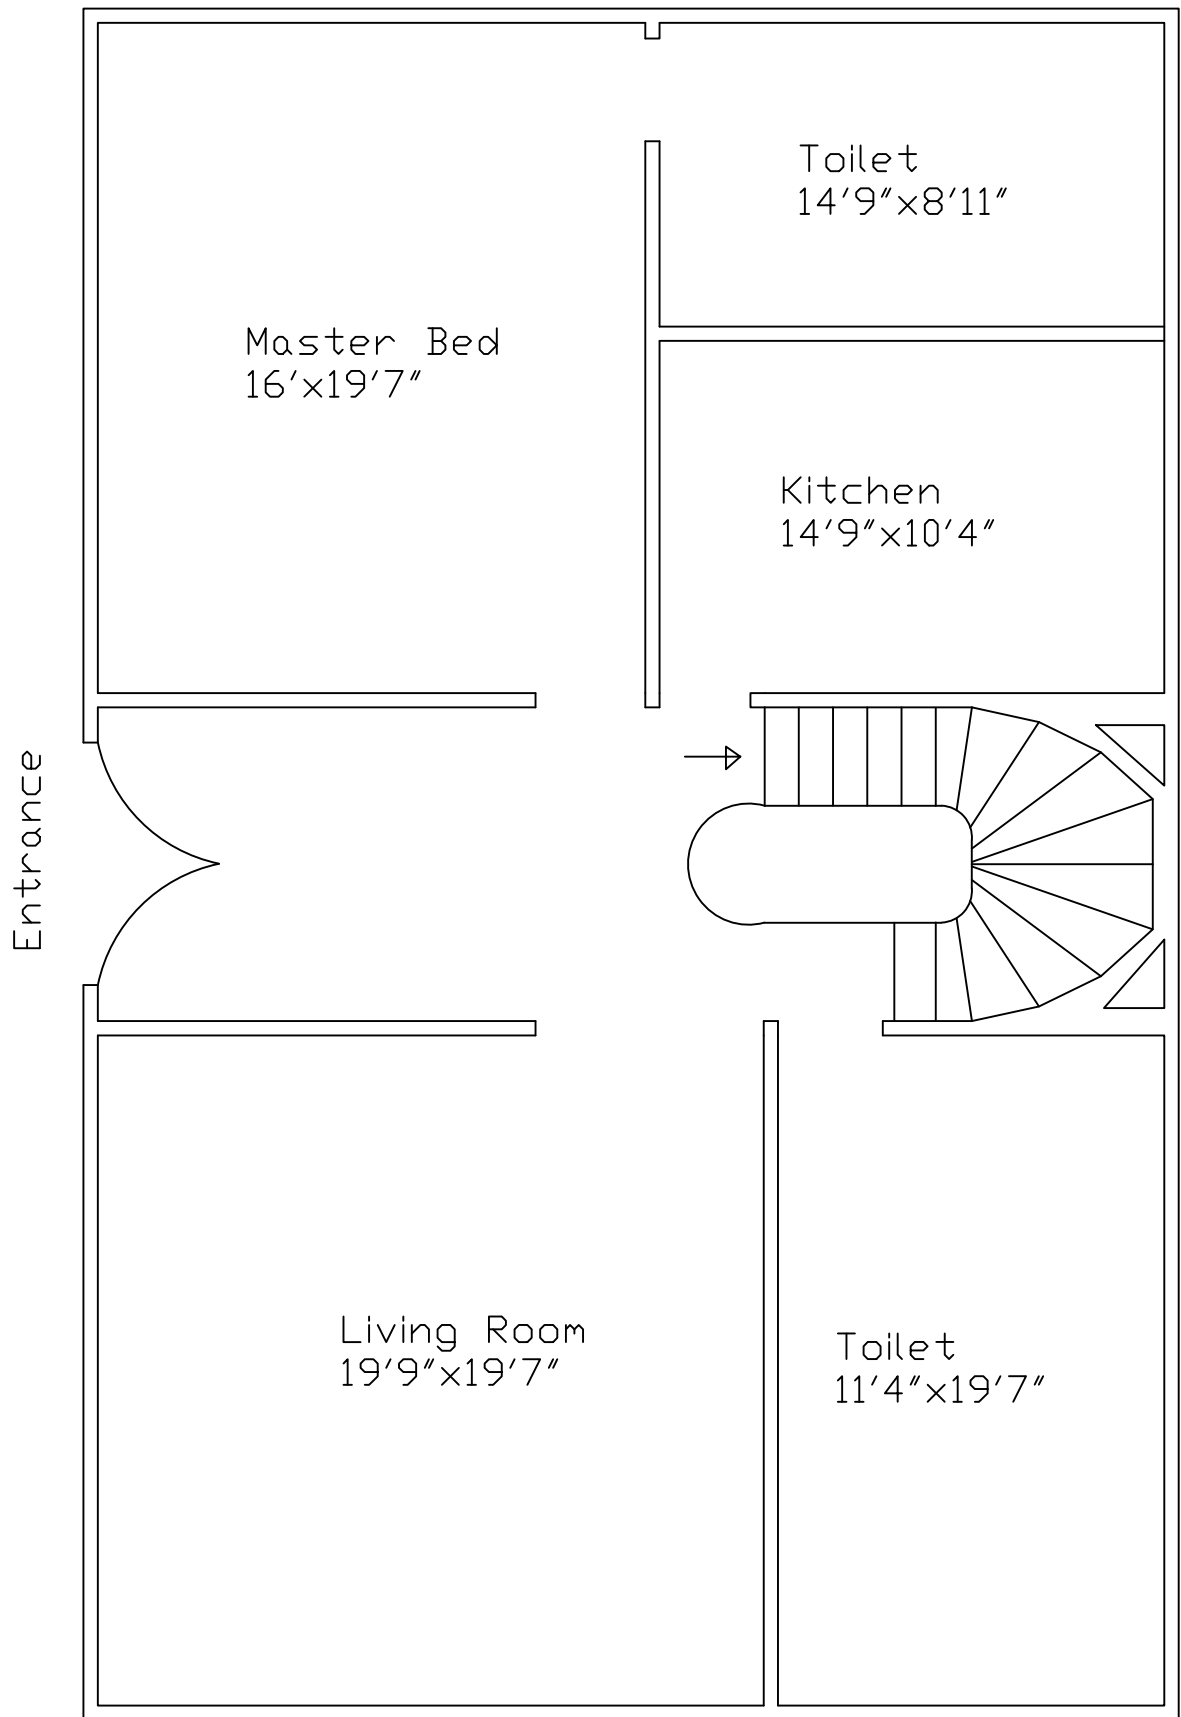 Toilet
14'9"x8'11"
Master Bed
16'x19'7"
Kitchen
14'9"x10'4"
Entrance
Living Room
19'9"x19'7"
Toilet
11'4"x19'7"